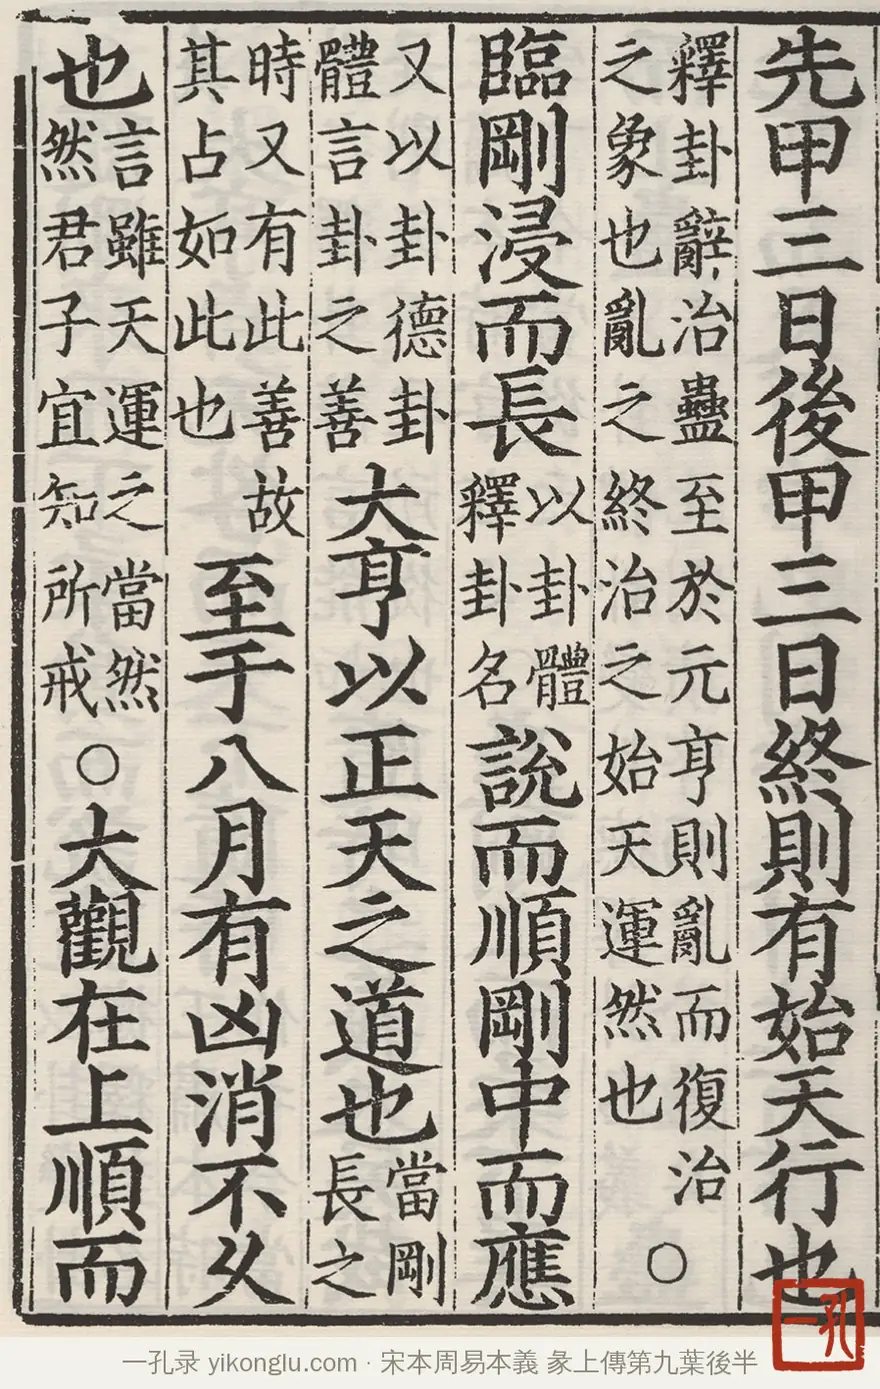 先甲三日後甲三日終則有始天行也
釋卦辭治蠱至於元亨則亂而復治之象也亂之終治之始天運然也○
臨剛浸而長以卦體釋卦名說而順剛中而應
又以卦德卦體言卦之善大亨以正天之道也當剛長之
時又有此善故其占如此也至于八月有凶消不久
也言雖天運之當然然君子宜知所戒○大觀在上順而
一孔
一孔录 yikonglu.com · 宋本周易本義 彖上傳第九葉後半